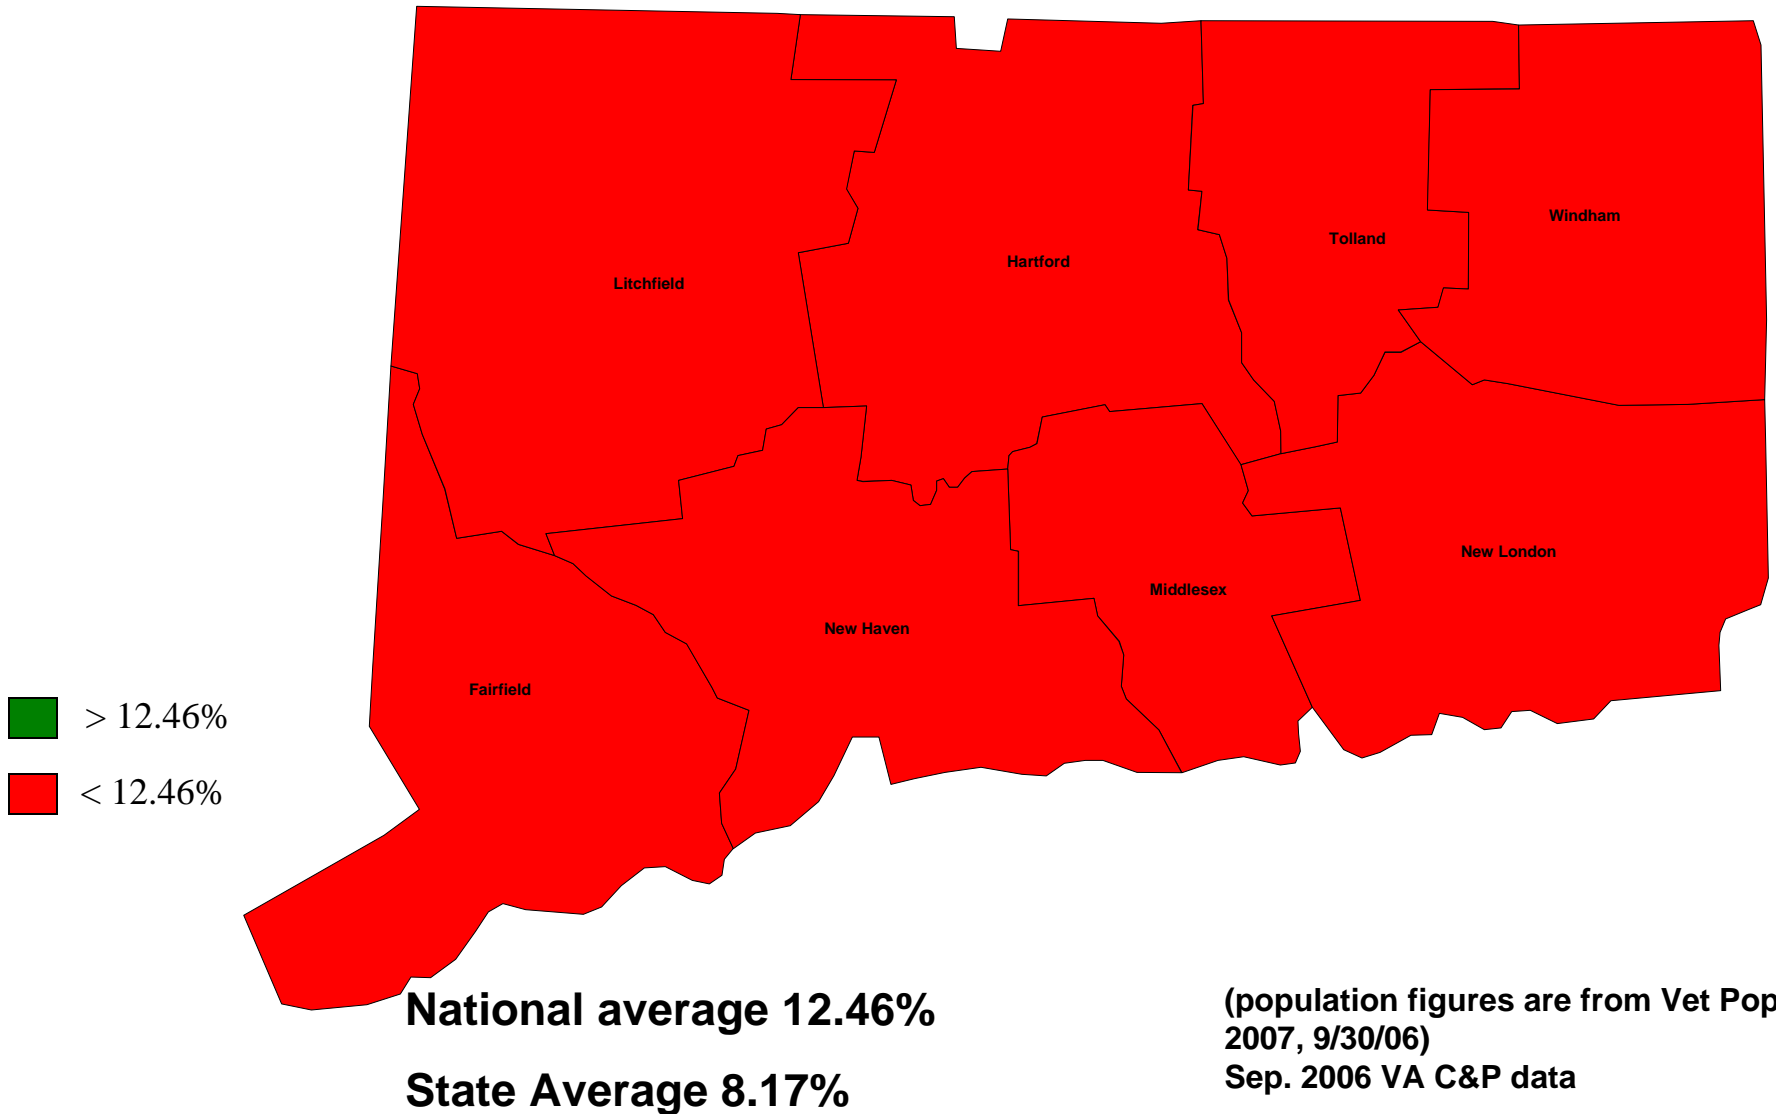 Windham
Tolland
Hartford
Litchfield
New London
Middlesex
New Haven
Fairfield
> 12.46%
< 12.46%
National average 12.46%
State Average 8.17%
(population figures are from Vet Pop
2007, 9/30/06)
Sep. 2006 VA C&P data